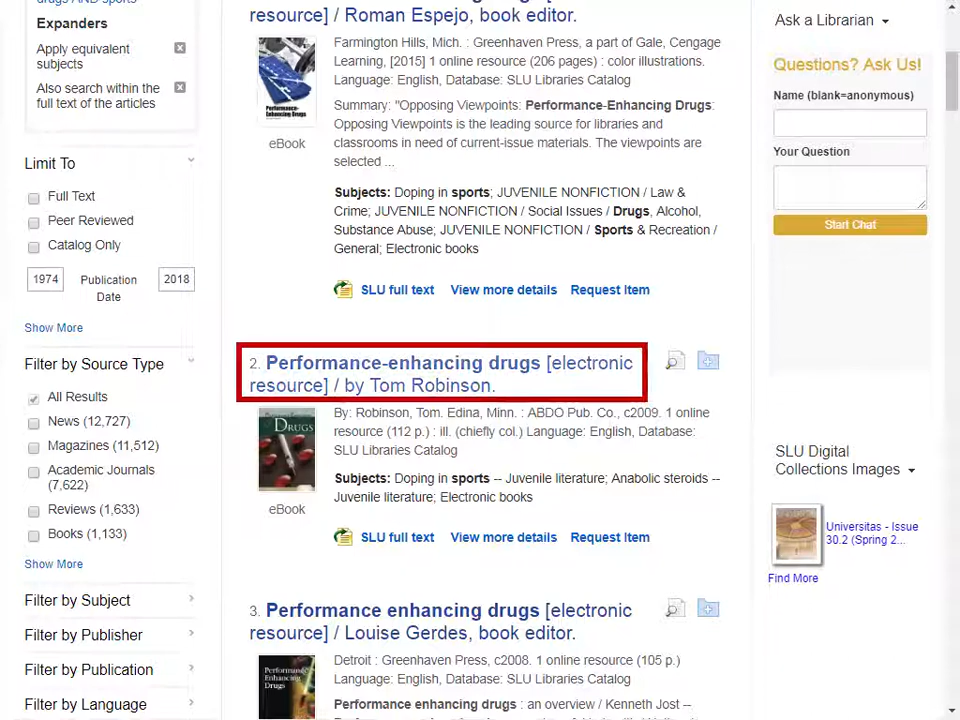 drugs AND sports
Expanders
Apply equivalent
subjects
Also search within the
full text of the articles
Limit To
Full Text
Peer Reviewed
Catalog Only
1974 Publication Date 2018
Show More
Filter by Source Type
All Results
News (12,727)
Magazines (11,512)
Academic Journals
(7,622)
Reviews (1,633)
Books (1,133)
Show More
Filter by Subject
Filter by Publisher
Filter by Publication
Filter by Language
resource] / Roman Espejo, book editor.
Farmington Hills, Mich. : Greenhaven Press, a part of Gale, Cengage
Learning, [2015] 1 online resource (206 pages) : color illustrations.
Language: English, Database: SLU Libraries Catalog
Summary: "Opposing Viewpoints: Performance-Enhancing Drugs:
Opposing Viewpoints is the leading source for libraries and
classrooms in need of current-issue materials. The viewpoints are
selected ...
eBook
Subjects: Doping in sports; JUVENILE NONFICTION / Law &
Crime; JUVENILE NONFICTION / Social Issues / Drugs, Alcohol,
Substance Abuse; JUVENILE NONFICTION / Sports & Recreation /
General; Electronic books
SLU full text View more details Request Item
2. Performance-enhancing drugs [electronic
resource] / by Tom Robinson.
By: Robinson, Tom. Edina, Minn. : ABDO Pub. Co., c2009. 1 online
resource (112 p.) : ill. (chiefly col.) Language: English, Database:
SLU Libraries Catalog
DRUGS
Subjects: Doping in sports -- Juvenile literature; Anabolic steroids --
Juvenile literature; Electronic books
eBook
SLU full text View more details Request Item
3. Performance enhancing drugs [electronic
resource] / Louise Gerdes, book editor.
Detroit : Greenhaven Press, c2008. 1 online resource (105 p.)
Language: English, Database: SLU Libraries Catalog
Performance
Enhancing
Drugs
Performance enhancing drugs : an overview / Kenneth Jost --
Ask a Librarian
Questions? Ask Us!
Name (blank=anonymous)
Your Question
Start Chat
SLU Digital
Collections Images
Universitas - Issue
30.2 (Spring 2...
Find More